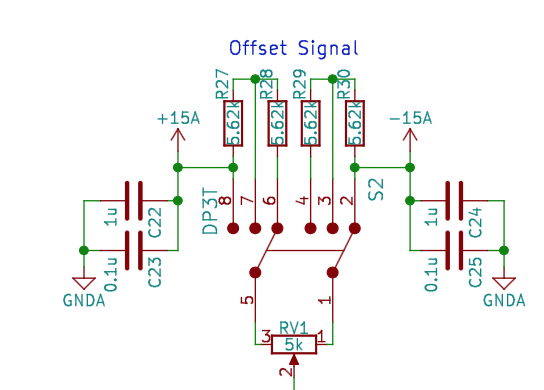 Offset Signal
R27
R28
R29
R30
5.62k
5.62k
5.62k
5.62k
+15A
-15A
DP3T
8
7
6
4
3
2
S2
1u
C22
0.1u
C23
1u
C24
0.1u
C25
GNDA
GNDA
5
1
RV1
3
5k
1
2